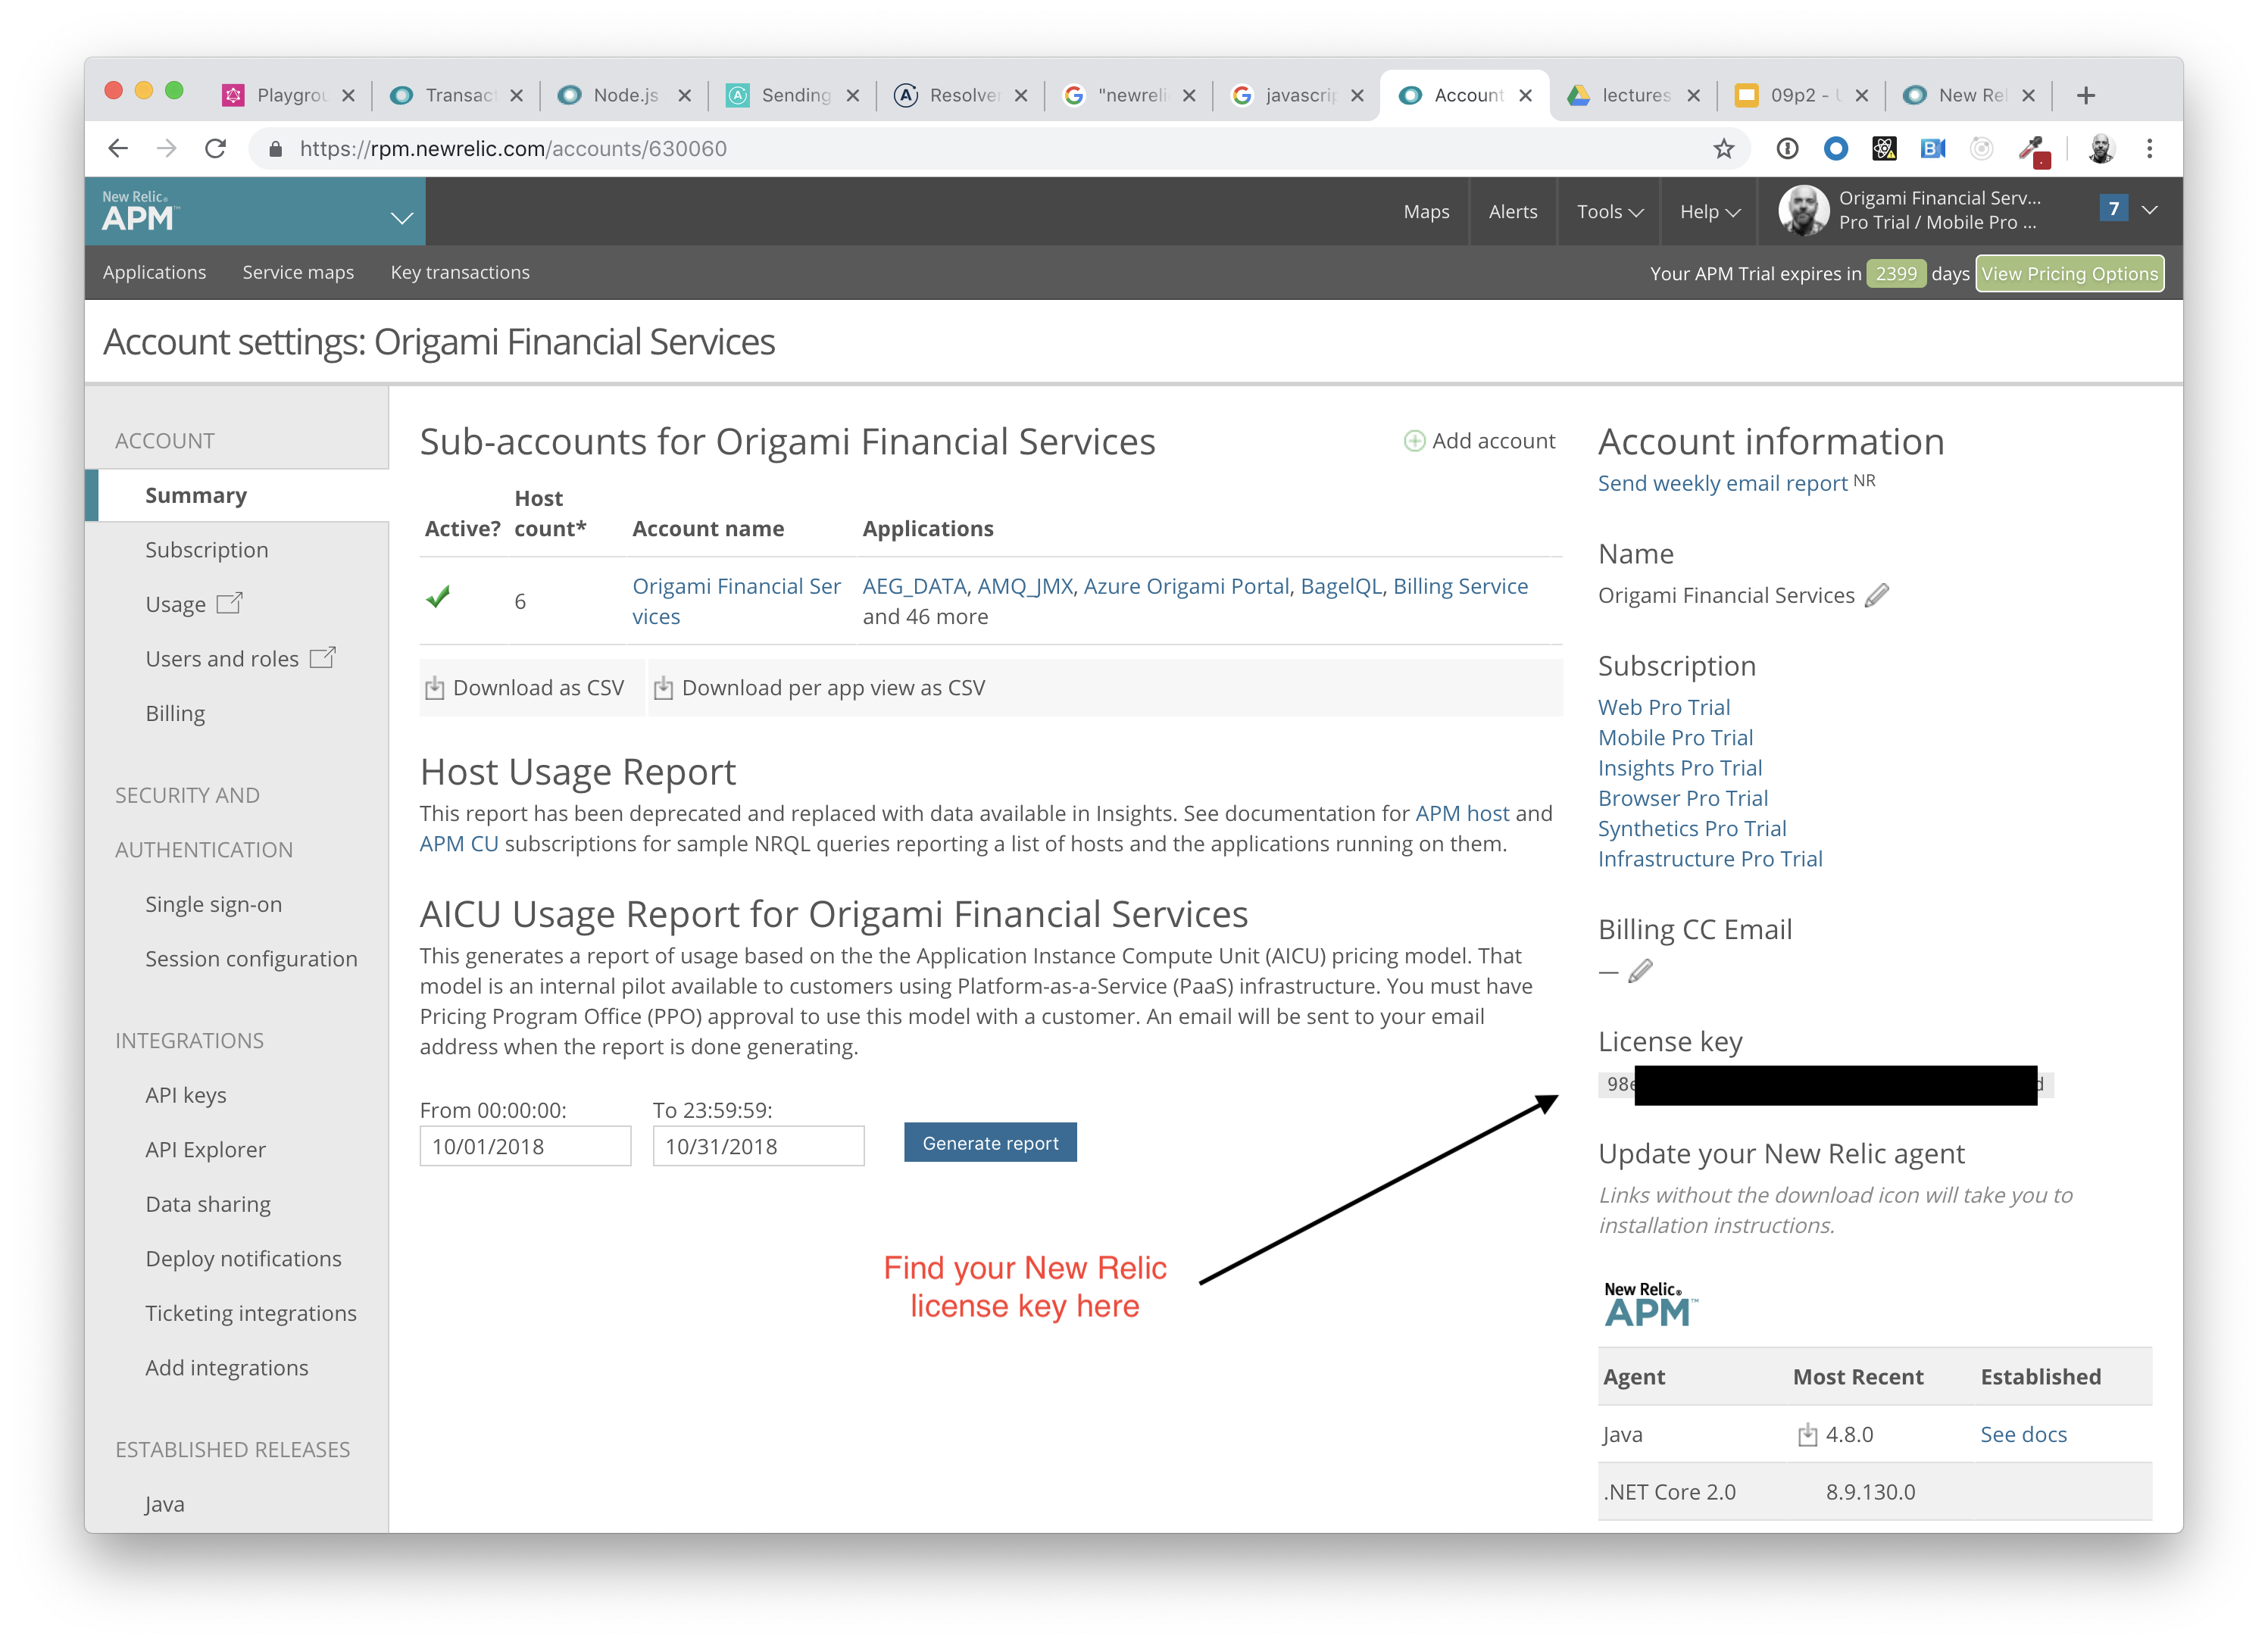 Playgrou
Transact
Node.js
Sending
Resolver
"newreli
javascrip
Account
lectures
09p2 - U
New Rel
https://rpm.newrelic.com/accounts/630060
New Relic®
APM™
Maps
Alerts
Tools
Help
Origami Financial Serv...
Pro Trial / Mobile Pro ...
7
Applications
Service maps
Key transactions
Your APM Trial expires in 2399 days View Pricing Options
Account settings: Origami Financial Services
ACCOUNT
Summary
Subscription
Usage
Users and roles
Billing
SECURITY AND
AUTHENTICATION
Single sign-on
Session configuration
INTEGRATIONS
API keys
API Explorer
Data sharing
Deploy notifications
Ticketing integrations
Add integrations
ESTABLISHED RELEASES
Java
Sub-accounts for Origami Financial Services
Add account
Active? Host count* Account name Applications
6 Origami Financial Ser AEG_DATA, AMQ_JMX, Azure Origami Portal, BagelQL, Billing Service
vices and 46 more
Download as CSV Download per app view as CSV
Host Usage Report
This report has been deprecated and replaced with data available in Insights. See documentation for APM host and
APM CU subscriptions for sample NRQL queries reporting a list of hosts and the applications running on them.
AICU Usage Report for Origami Financial Services
This generates a report of usage based on the the Application Instance Compute Unit (AICU) pricing model. That
model is an internal pilot available to customers using Platform-as-a-Service (PaaS) infrastructure. You must have
Pricing Program Office (PPO) approval to use this model with a customer. An email will be sent to your email
address when the report is done generating.
From 00:00:00: To 23:59:59:
10/01/2018 10/31/2018 Generate report
Find your New Relic
license key here
Account information
Send weekly email report NR
Name
Origami Financial Services
Subscription
Web Pro Trial
Mobile Pro Trial
Insights Pro Trial
Browser Pro Trial
Synthetics Pro Trial
Infrastructure Pro Trial
Billing CC Email
—
License key
98e d
Update your New Relic agent
Links without the download icon will take you to
installation instructions.
New Relic®
APM™
Agent Most Recent Established
Java 4.8.0 See docs
.NET Core 2.0 8.9.130.0